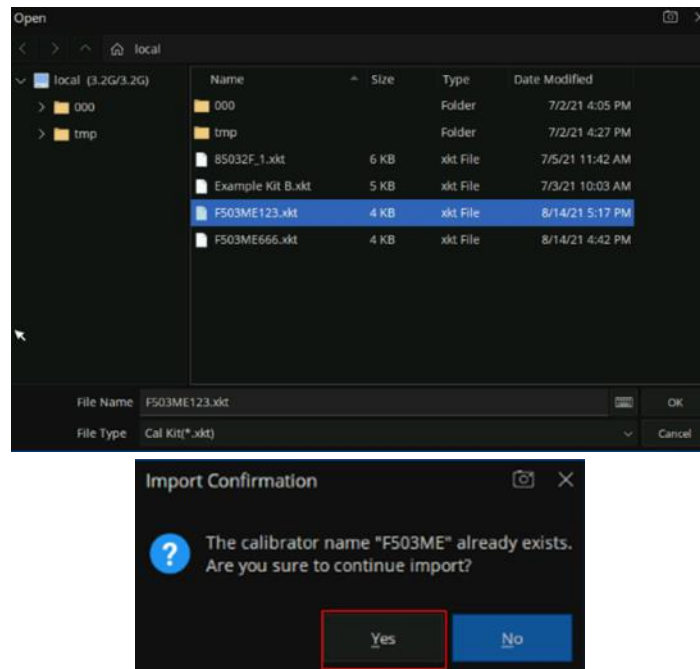 Open
local
local (3.2G/3.2G)
000
tmp
Name Size Type Date Modified
000 Folder 7/2/21 4:05 PM
tmp Folder 7/2/21 4:27 PM
85032F_1.xkt 6 KB xkt File 7/5/21 11:42 AM
Example Kit B.xkt 5 KB xkt File 7/3/21 10:03 AM
F503ME123.xkt 4 KB xkt File 8/14/21 5:17 PM
F503ME666.xkt 4 KB xkt File 8/14/21 4:42 PM
File Name F503ME123.xkt OK
File Type Cal Kit(*.xkt) Cancel
Import Confirmation
The calibrator name "F503ME" already exists.
Are you sure to continue import?
Yes No